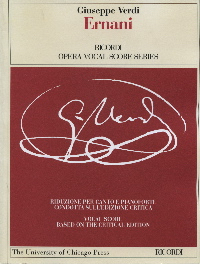 Giuseppe Verdi
Ernani
RICORDI
OPERA VOCAL SCORE SERIES
G. Verdi
RIDUZIONE PER CANTO E PIANOFORTE
CONDOTTA SULL'EDIZIONE CRITICA
VOCAL SCORE
BASED ON THE CRITICAL EDITION
The University of Chicago Press
RICORDI